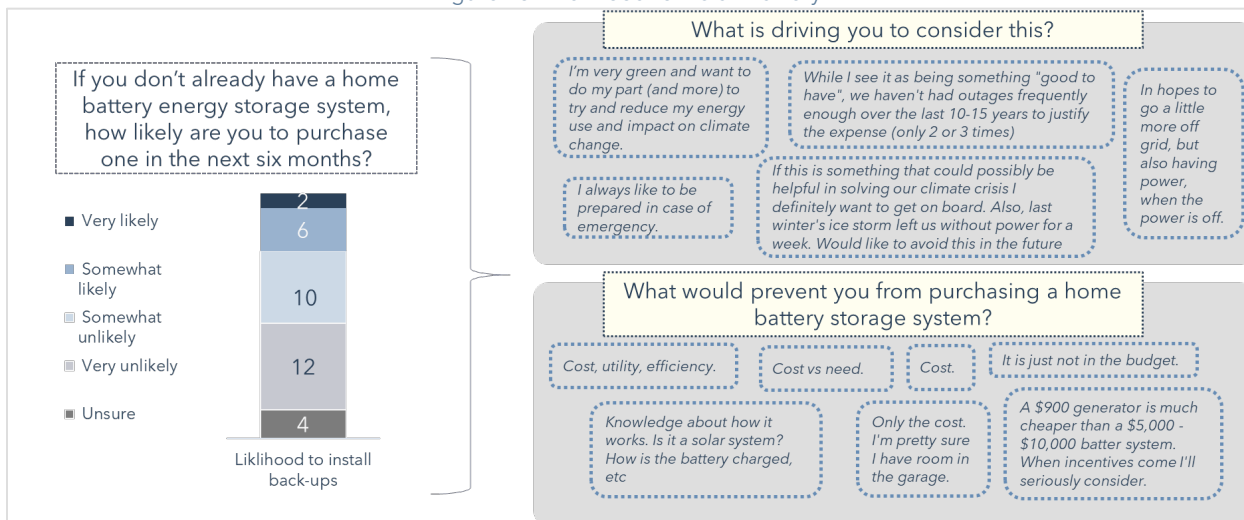 If you don't already have a home
battery energy storage system,
how likely are you to purchase
one in the next six months?
Very likely
Somewhat
likely
Somewhat
unlikely
Very unlikely
Unsure
2
6
10
12
4
Liklihood to install
back-ups
What is driving you to consider this?
I'm very green and want to
do my part (and more) to
try and reduce my energy
use and impact on climate
change.
While I see it as being something "good to
have", we haven't had outages frequently
enough over the last 10-15 years to justify
the expense (only 2 or 3 times)
In hopes to
go a little
more off
grid, but
also having
power,
when the
power is off.
I always like to be
prepared in case of
emergency.
If this is something that could possibly be
helpful in solving our climate crisis I
definitely want to get on board. Also, last
winter's ice storm left us without power for a
week. Would like to avoid this in the future
What would prevent you from purchasing a home
battery storage system?
Cost, utility, efficiency.
Cost vs need.
Cost.
It is just not in the budget.
Knowledge about how it
works. Is it a solar system?
How is the battery charged,
etc
Only the cost.
I'm pretty sure
I have room in
the garage.
A $900 generator is much
cheaper than a $5,000 -
$10,000 batter system.
When incentives come I'll
seriously consider.